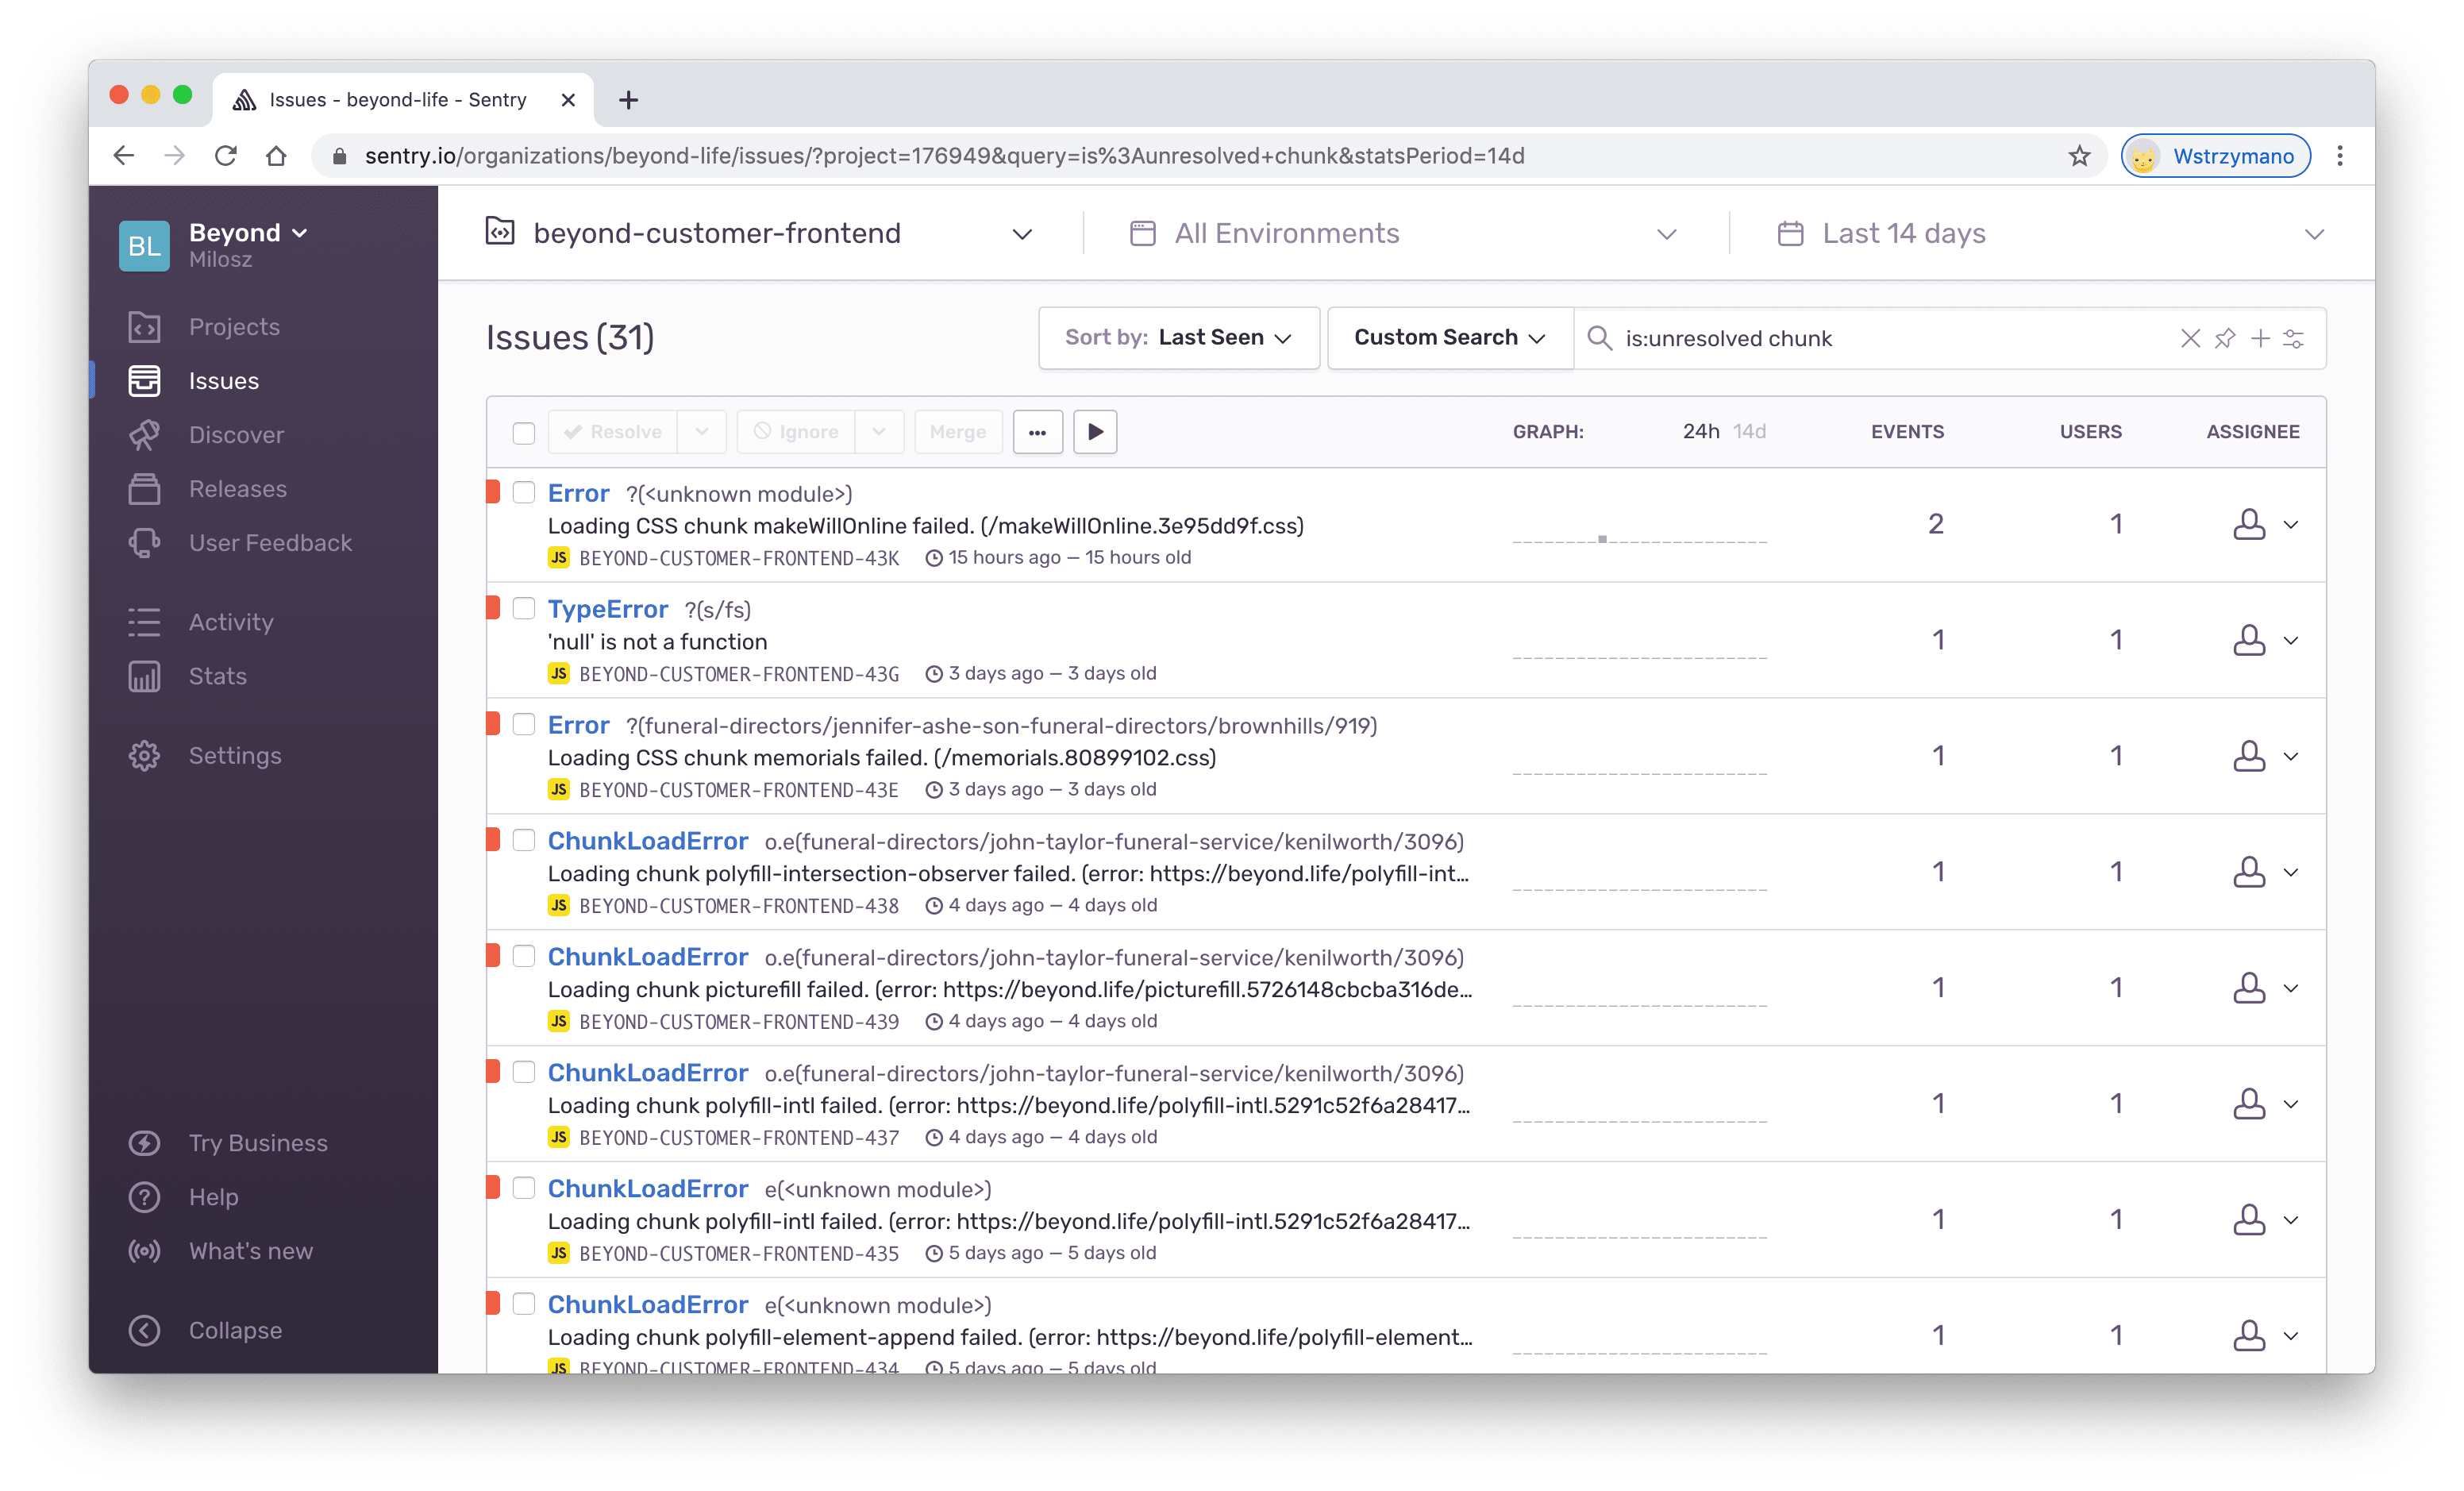 Issues - beyond-life - Sentry
sentry.io/organizations/beyond-life/issues/?project=176949&query=is%3Aunresolved+chunk&statsPeriod=14d
Wstrzymano
BL
Beyond
Milosz
Projects
Issues
Discover
Releases
User Feedback
Activity
Stats
Settings
Try Business
Help
What's new
Collapse
beyond-customer-frontend
All Environments
Last 14 days
Issues (31)
Sort by: Last Seen
Custom Search
is:unresolved chunk
Resolve
Ignore
Merge
GRAPH:
24h 14d
EVENTS
USERS
ASSIGNEE
Error ?(<unknown module>)
Loading CSS chunk makeWillOnline failed. (/makeWillOnline.3e95dd9f.css)
JS BEYOND-CUSTOMER-FRONTEND-43K 15 hours ago — 15 hours old
2
1
TypeError ?(s/fs)
'null' is not a function
JS BEYOND-CUSTOMER-FRONTEND-43G 3 days ago — 3 days old
1
1
Error ?(funeral-directors/jennifer-ashe-son-funeral-directors/brownhills/919)
Loading CSS chunk memorials failed. (/memorials.80899102.css)
JS BEYOND-CUSTOMER-FRONTEND-43E 3 days ago — 3 days old
1
1
ChunkLoadError o.e(funeral-directors/john-taylor-funeral-service/kenilworth/3096)
Loading chunk polyfill-intersection-observer failed. (error: https://beyond.life/polyfill-int...
JS BEYOND-CUSTOMER-FRONTEND-438 4 days ago — 4 days old
1
1
ChunkLoadError o.e(funeral-directors/john-taylor-funeral-service/kenilworth/3096)
Loading chunk picturefill failed. (error: https://beyond.life/picturefill.5726148cbcba316de...
JS BEYOND-CUSTOMER-FRONTEND-439 4 days ago — 4 days old
1
1
ChunkLoadError o.e(funeral-directors/john-taylor-funeral-service/kenilworth/3096)
Loading chunk polyfill-intl failed. (error: https://beyond.life/polyfill-intl.5291c52f6a28417...
JS BEYOND-CUSTOMER-FRONTEND-437 4 days ago — 4 days old
1
1
ChunkLoadError e(<unknown module>)
Loading chunk polyfill-intl failed. (error: https://beyond.life/polyfill-intl.5291c52f6a28417...
JS BEYOND-CUSTOMER-FRONTEND-435 5 days ago — 5 days old
1
1
ChunkLoadError e(<unknown module>)
Loading chunk polyfill-element-append failed. (error: https://beyond.life/polyfill-element...
JS BEYOND-CUSTOMER-FRONTEND-434 5 days ago — 5 days old
1
1